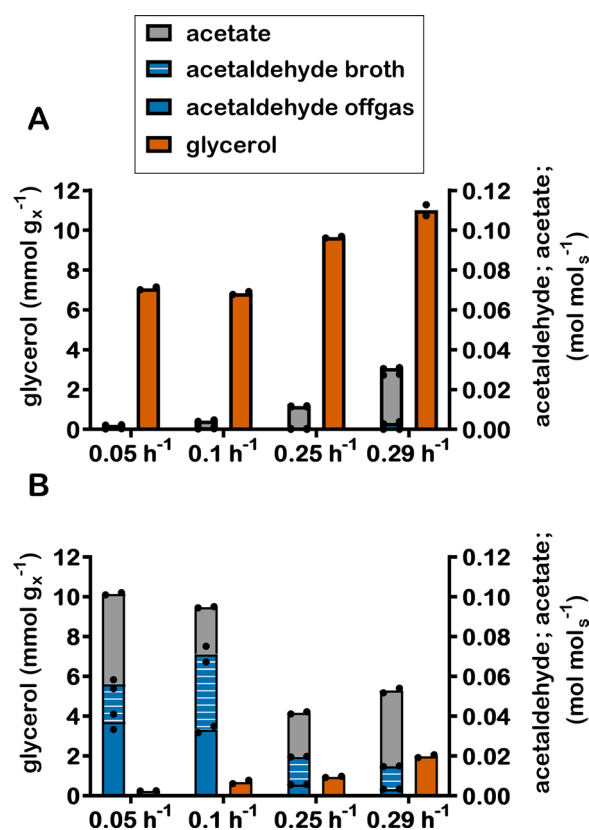 acetate
acetaldehyde broth
acetaldehyde offgas
glycerol
A
glycerol (mmol gₓ⁻¹)
12
10
8
6
4
2
0
0.12
0.10
0.08
0.06
0.04
0.02
0.00
acetaldehyde; acetate;
(mol molₛ⁻¹)
0.05 h⁻¹ 0.1 h⁻¹ 0.25 h⁻¹ 0.29 h⁻¹
B
glycerol (mmol gₓ⁻¹)
12
10
8
6
4
2
0
0.12
0.10
0.08
0.06
0.04
0.02
0.00
acetaldehyde; acetate;
(mol molₛ⁻¹)
0.05 h⁻¹ 0.1 h⁻¹ 0.25 h⁻¹ 0.29 h⁻¹